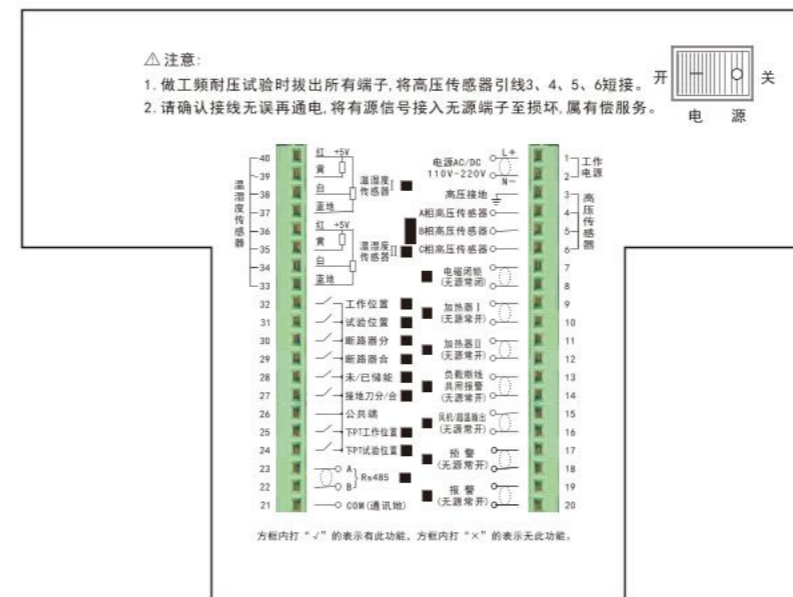 ⚠注意:
1.做工频耐压试验时拔出所有端子,将高压传感器引线3、4、5、6短接。
2.请确认接线无误再通电,将有源信号接入无源端子至损坏,属有偿服务。
开 关
电 源
温湿度传感器
40 红 +5V
39 黄
38 白
37 蓝地
温湿度传感器I
36 红 +5V
35 黄
34 白
33 蓝地
温湿度传感器II
32 工作位置
31 试验位置
30 断路器分
29 断路器合
28 未/已储能
27 接地刀分/合
26 公共端
25 下PT工作位置
24 下PT试验位置
23 A
22 B
Rs485
21 COM(通讯地)
电源AC/DC 110V-220V
L+ 1
N- 2
工作电源
高压接地 3
A相高压传感器 4
B相高压传感器 5
C相高压传感器 6
高压传感器
电磁闭锁 7
(无源常闭) 8
加热器I 9
(无源常开) 10
加热器II 11
(无源常开) 12
负载断线 13
共用报警
(无源常开) 14
风机/超温输出 15
(无源常开) 16
预 警 17
(无源常开) 18
报 警 19
(无源常开) 20
方框内打“√”的表示有此功能, 方框内打“×”的表示无此功能。